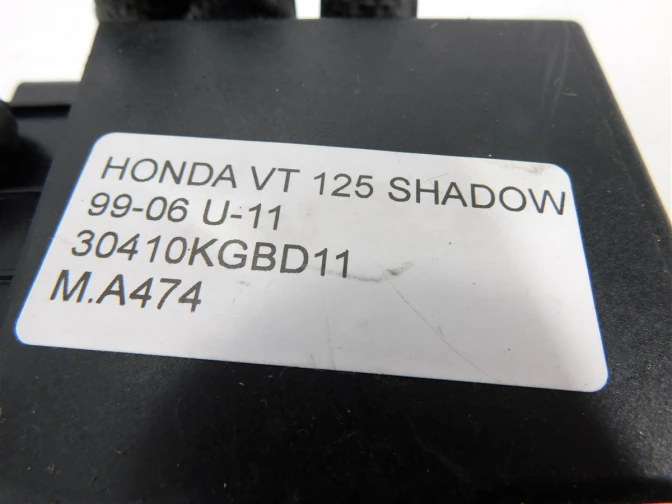 HONDA VT 125 SHADOW
99-06 U-11
30410KGBD11
M.A474